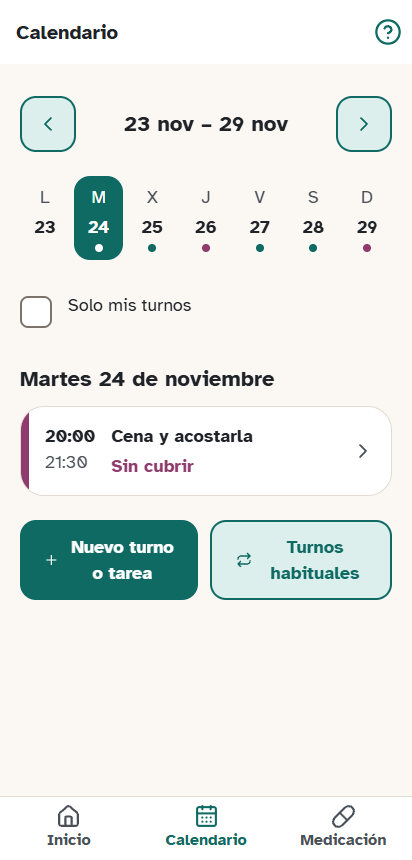 Calendario
23 nov – 29 nov
L M X J V S D
23 24 25 26 27 28 29
Solo mis turnos
Martes 24 de noviembre
20:00 Cena y acostarla
21:30 Sin cubrir
Nuevo turno
o tarea
Turnos
habituales
Inicio Calendario Medicación